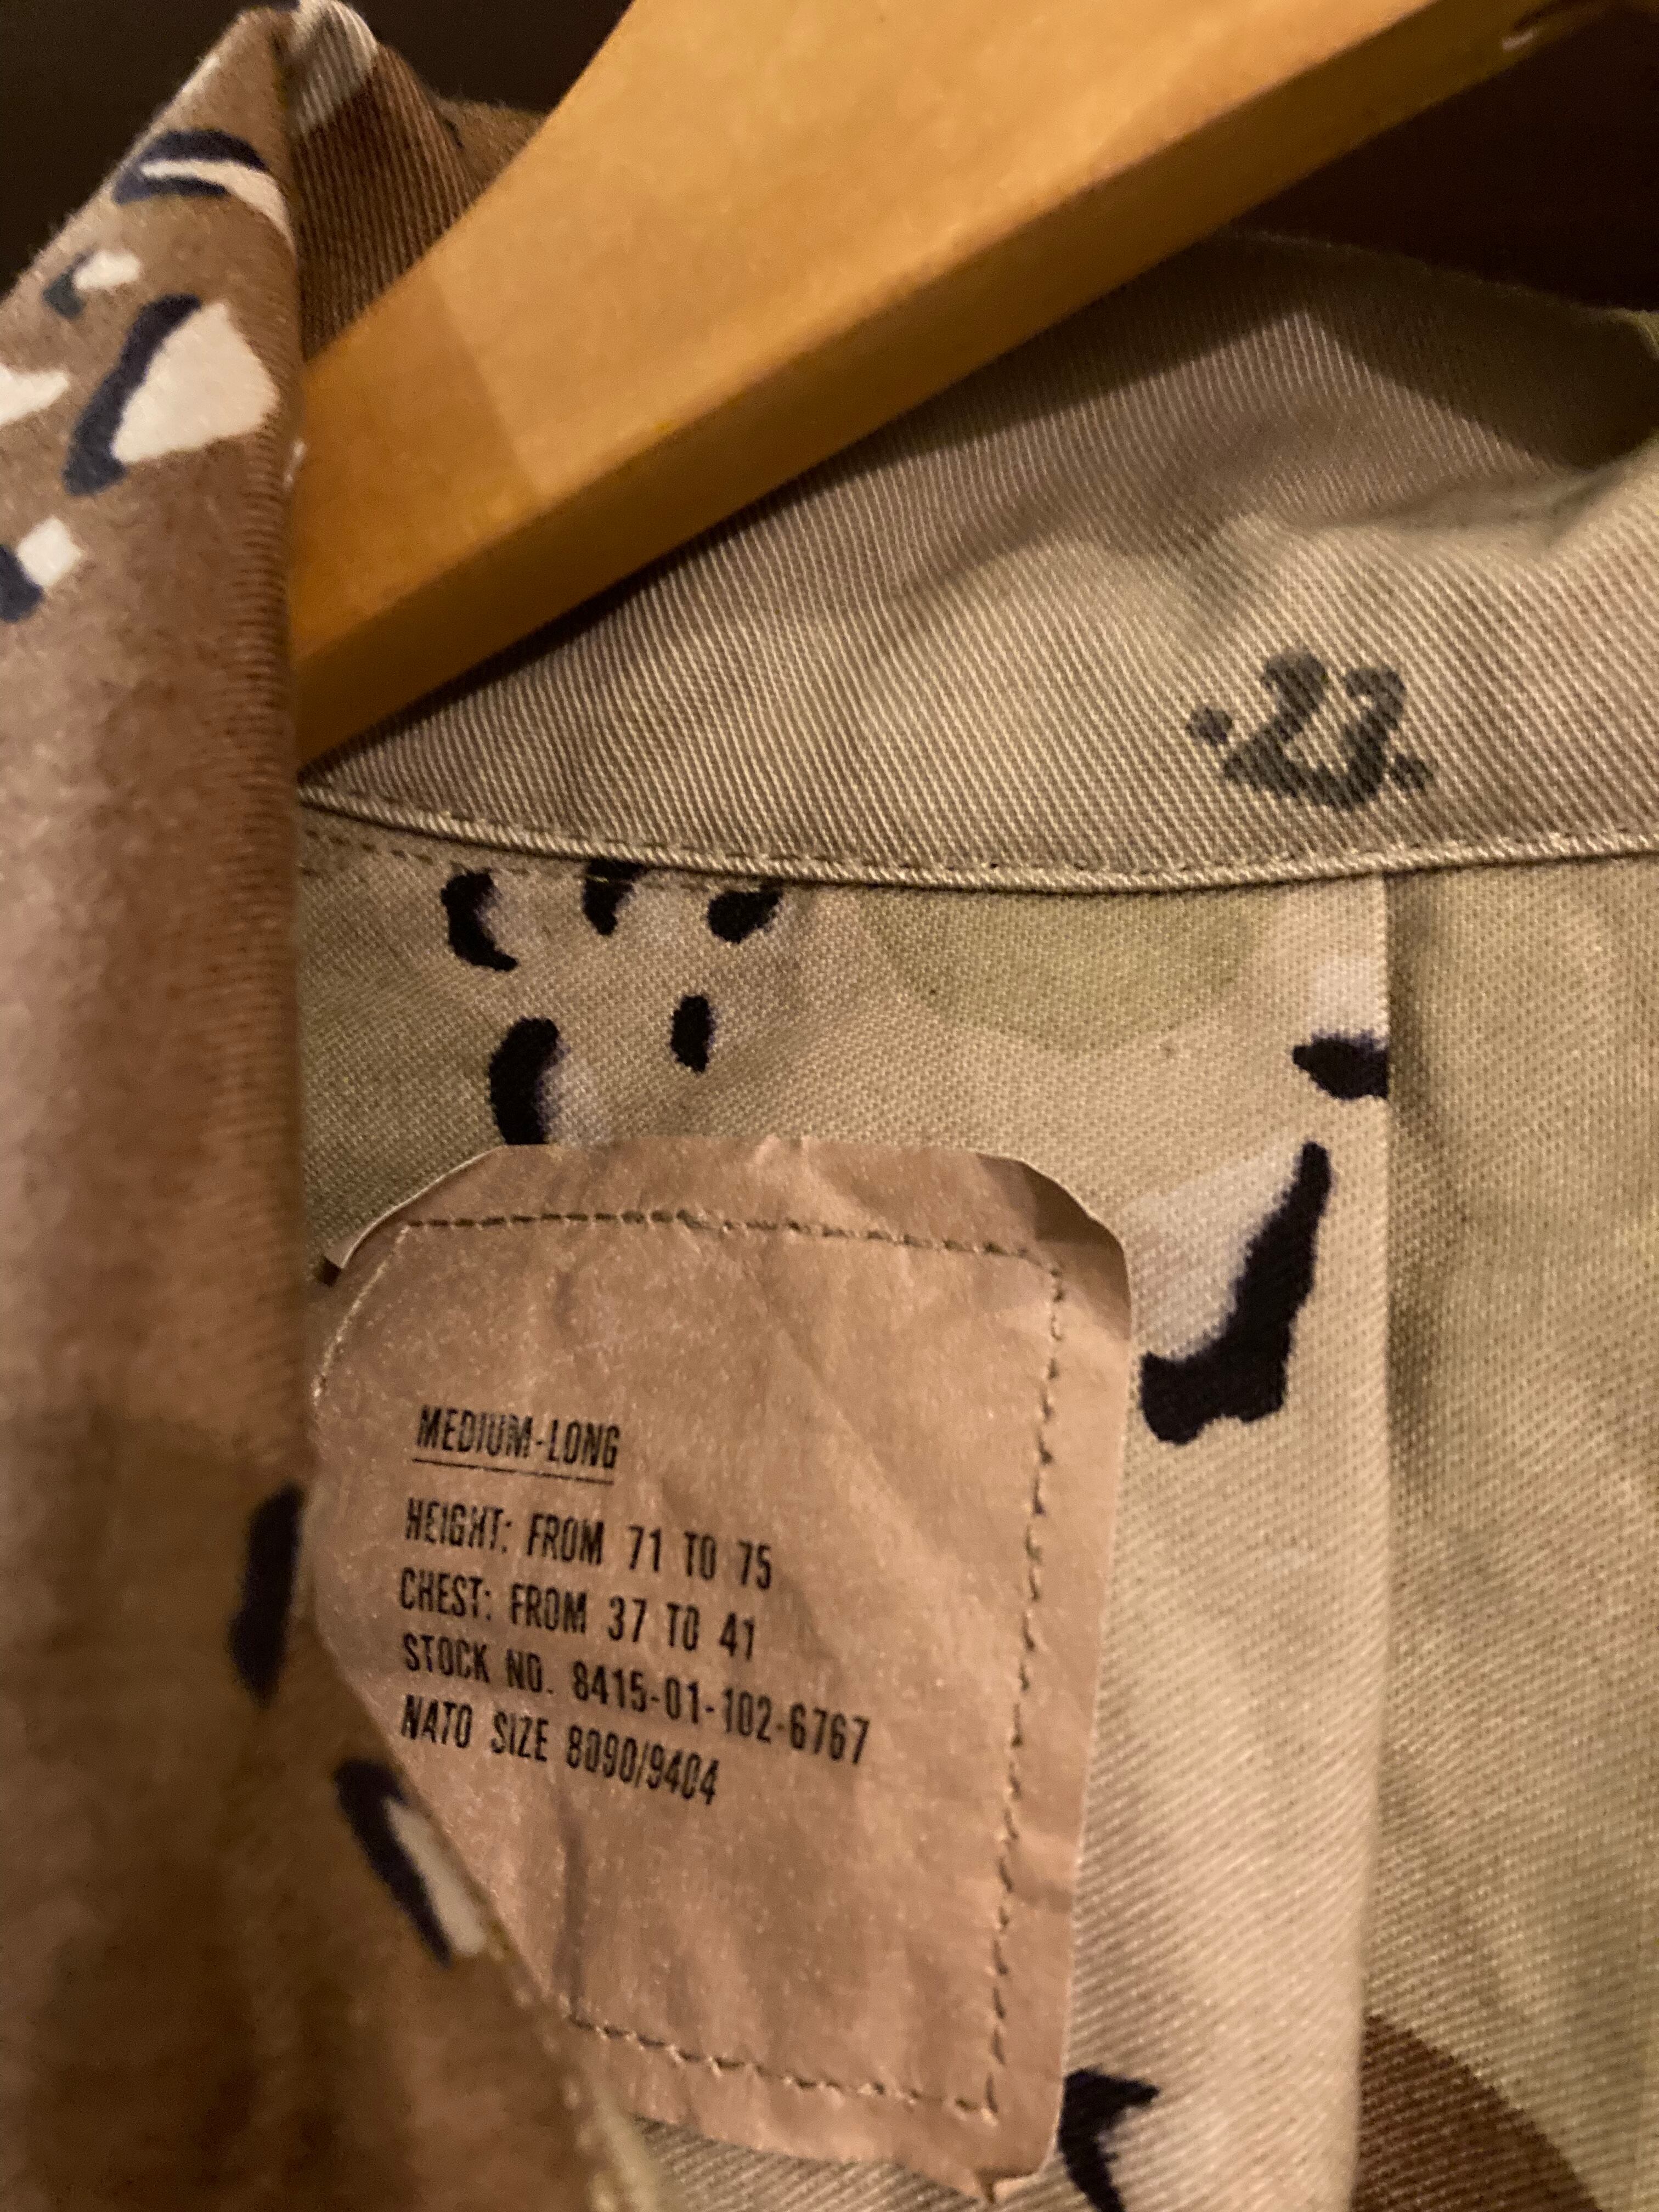 .23.
MEDIUM-LONG
HEIGHT: FROM 71 TO 75
CHEST: FROM 37 TO 41
STOCK NO. 8415-01-102-6767
NATO SIZE 8090/9404